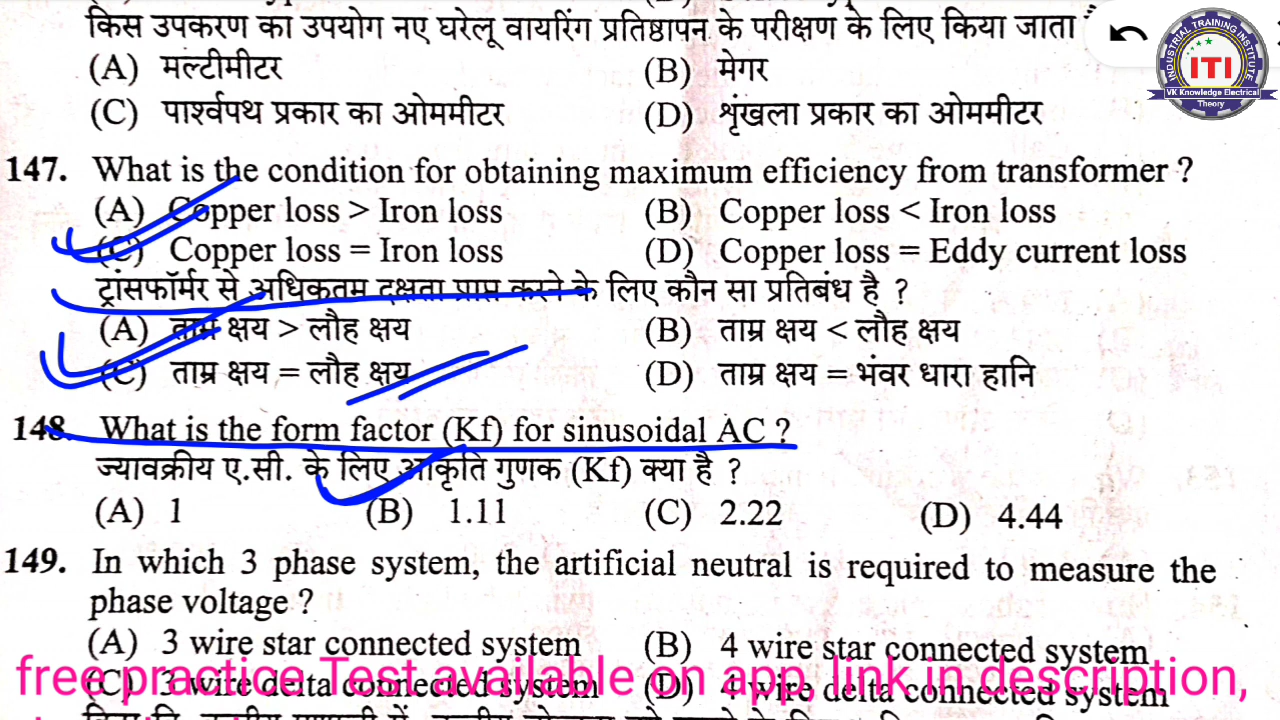 किस उपकरण का उपयोग नए घरेलू वायरिंग प्रतिष्ठापन के परीक्षण के लिए किया जाता
(A) मल्टीमीटर (B) मेगर
(C) पार्श्वपथ प्रकार का ओममीटर (D) शृंखला प्रकार का ओममीटर
INDUSTRIAL TRAINING INSTITUTE
ITI
VK Knowledge Electrical
Theory
147. What is the condition for obtaining maximum efficiency from transformer ?
(A) Copper loss > Iron loss (B) Copper loss < Iron loss
(C) Copper loss = Iron loss (D) Copper loss = Eddy current loss
ट्रांसफॉर्मर से अधिकतम दक्षता प्राप्त करने के लिए कौन सा प्रतिबंध है ?
(A) ताम्र क्षय > लौह क्षय (B) ताम्र क्षय < लौह क्षय
(C) ताम्र क्षय = लौह क्षय (D) ताम्र क्षय = भंवर धारा हानि
148. What is the form factor (Kf) for sinusoidal AC ?
ज्यावक्रीय ए.सी. के लिए आकृति गुणक (Kf) क्या है ?
(A) 1 (B) 1.11 (C) 2.22 (D) 4.44
149. In which 3 phase system, the artificial neutral is required to measure the
phase voltage ?
(A) 3 wire star connected system (B) 4 wire star connected system
(C) 3 wire delta connected system (D) 4 wire delta connected system
free practice Test available on app, link in description,